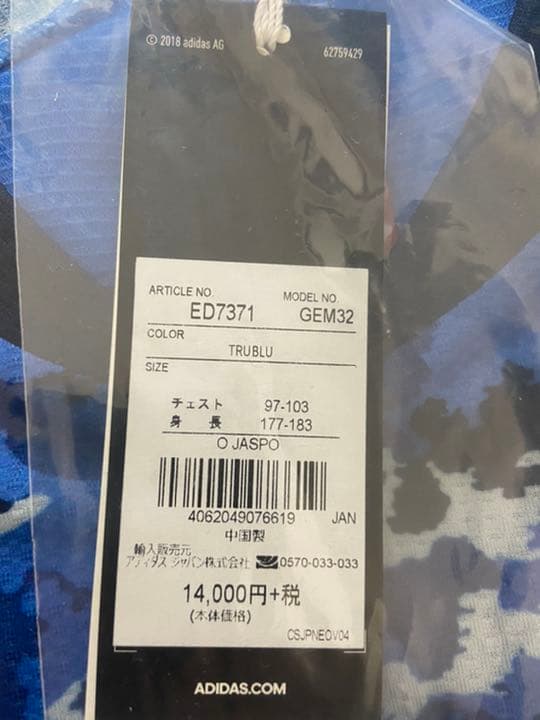 © 2018 adidas AG 62759429
ARTICLE NO. MODEL NO.
ED7371 GEM32
COLOR
TRUBLU
SIZE
チェスト 97-103
身長 177-183
O JASPO
4062049076619 JAN
中国製
輸入販売元
アディダス ジャパン株式会社 0570-033-033
14,000円+税
(本体価格)
CSJPNEOV04
ADIDAS.COM